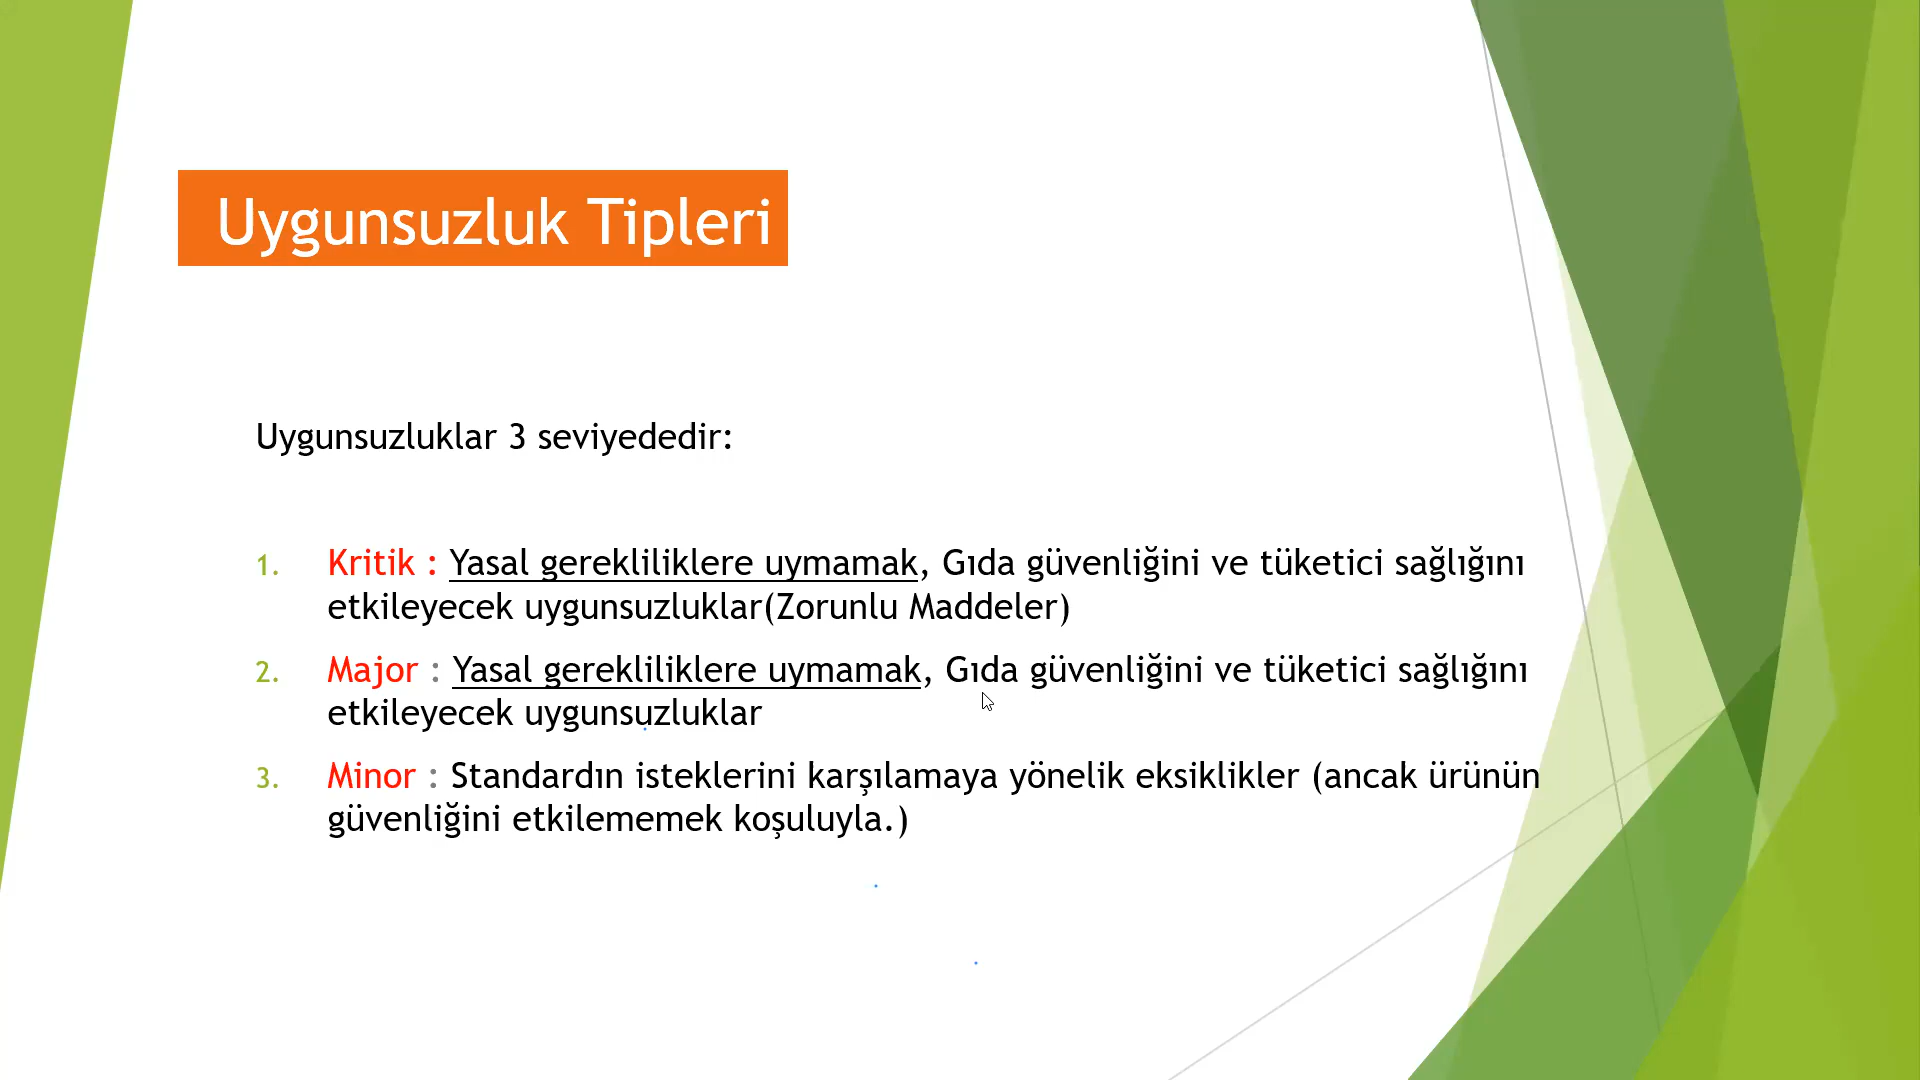 Uygunsuzluk Tipleri
Uygunsuzluklar 3 seviyededir:
1. Kritik : Yasal gerekliliklere uymamak, Gıda güvenliğini ve tüketici sağlığını
etkileyecek uygunsuzluklar(Zorunlu Maddeler)
2. Major : Yasal gerekliliklere uymamak, Gıda güvenliğini ve tüketici sağlığını
etkileyecek uygunsuzluklar
3. Minor : Standardın isteklerini karşılamaya yönelik eksiklikler (ancak ürünün
güvenliğini etkilememek koşuluyla.)